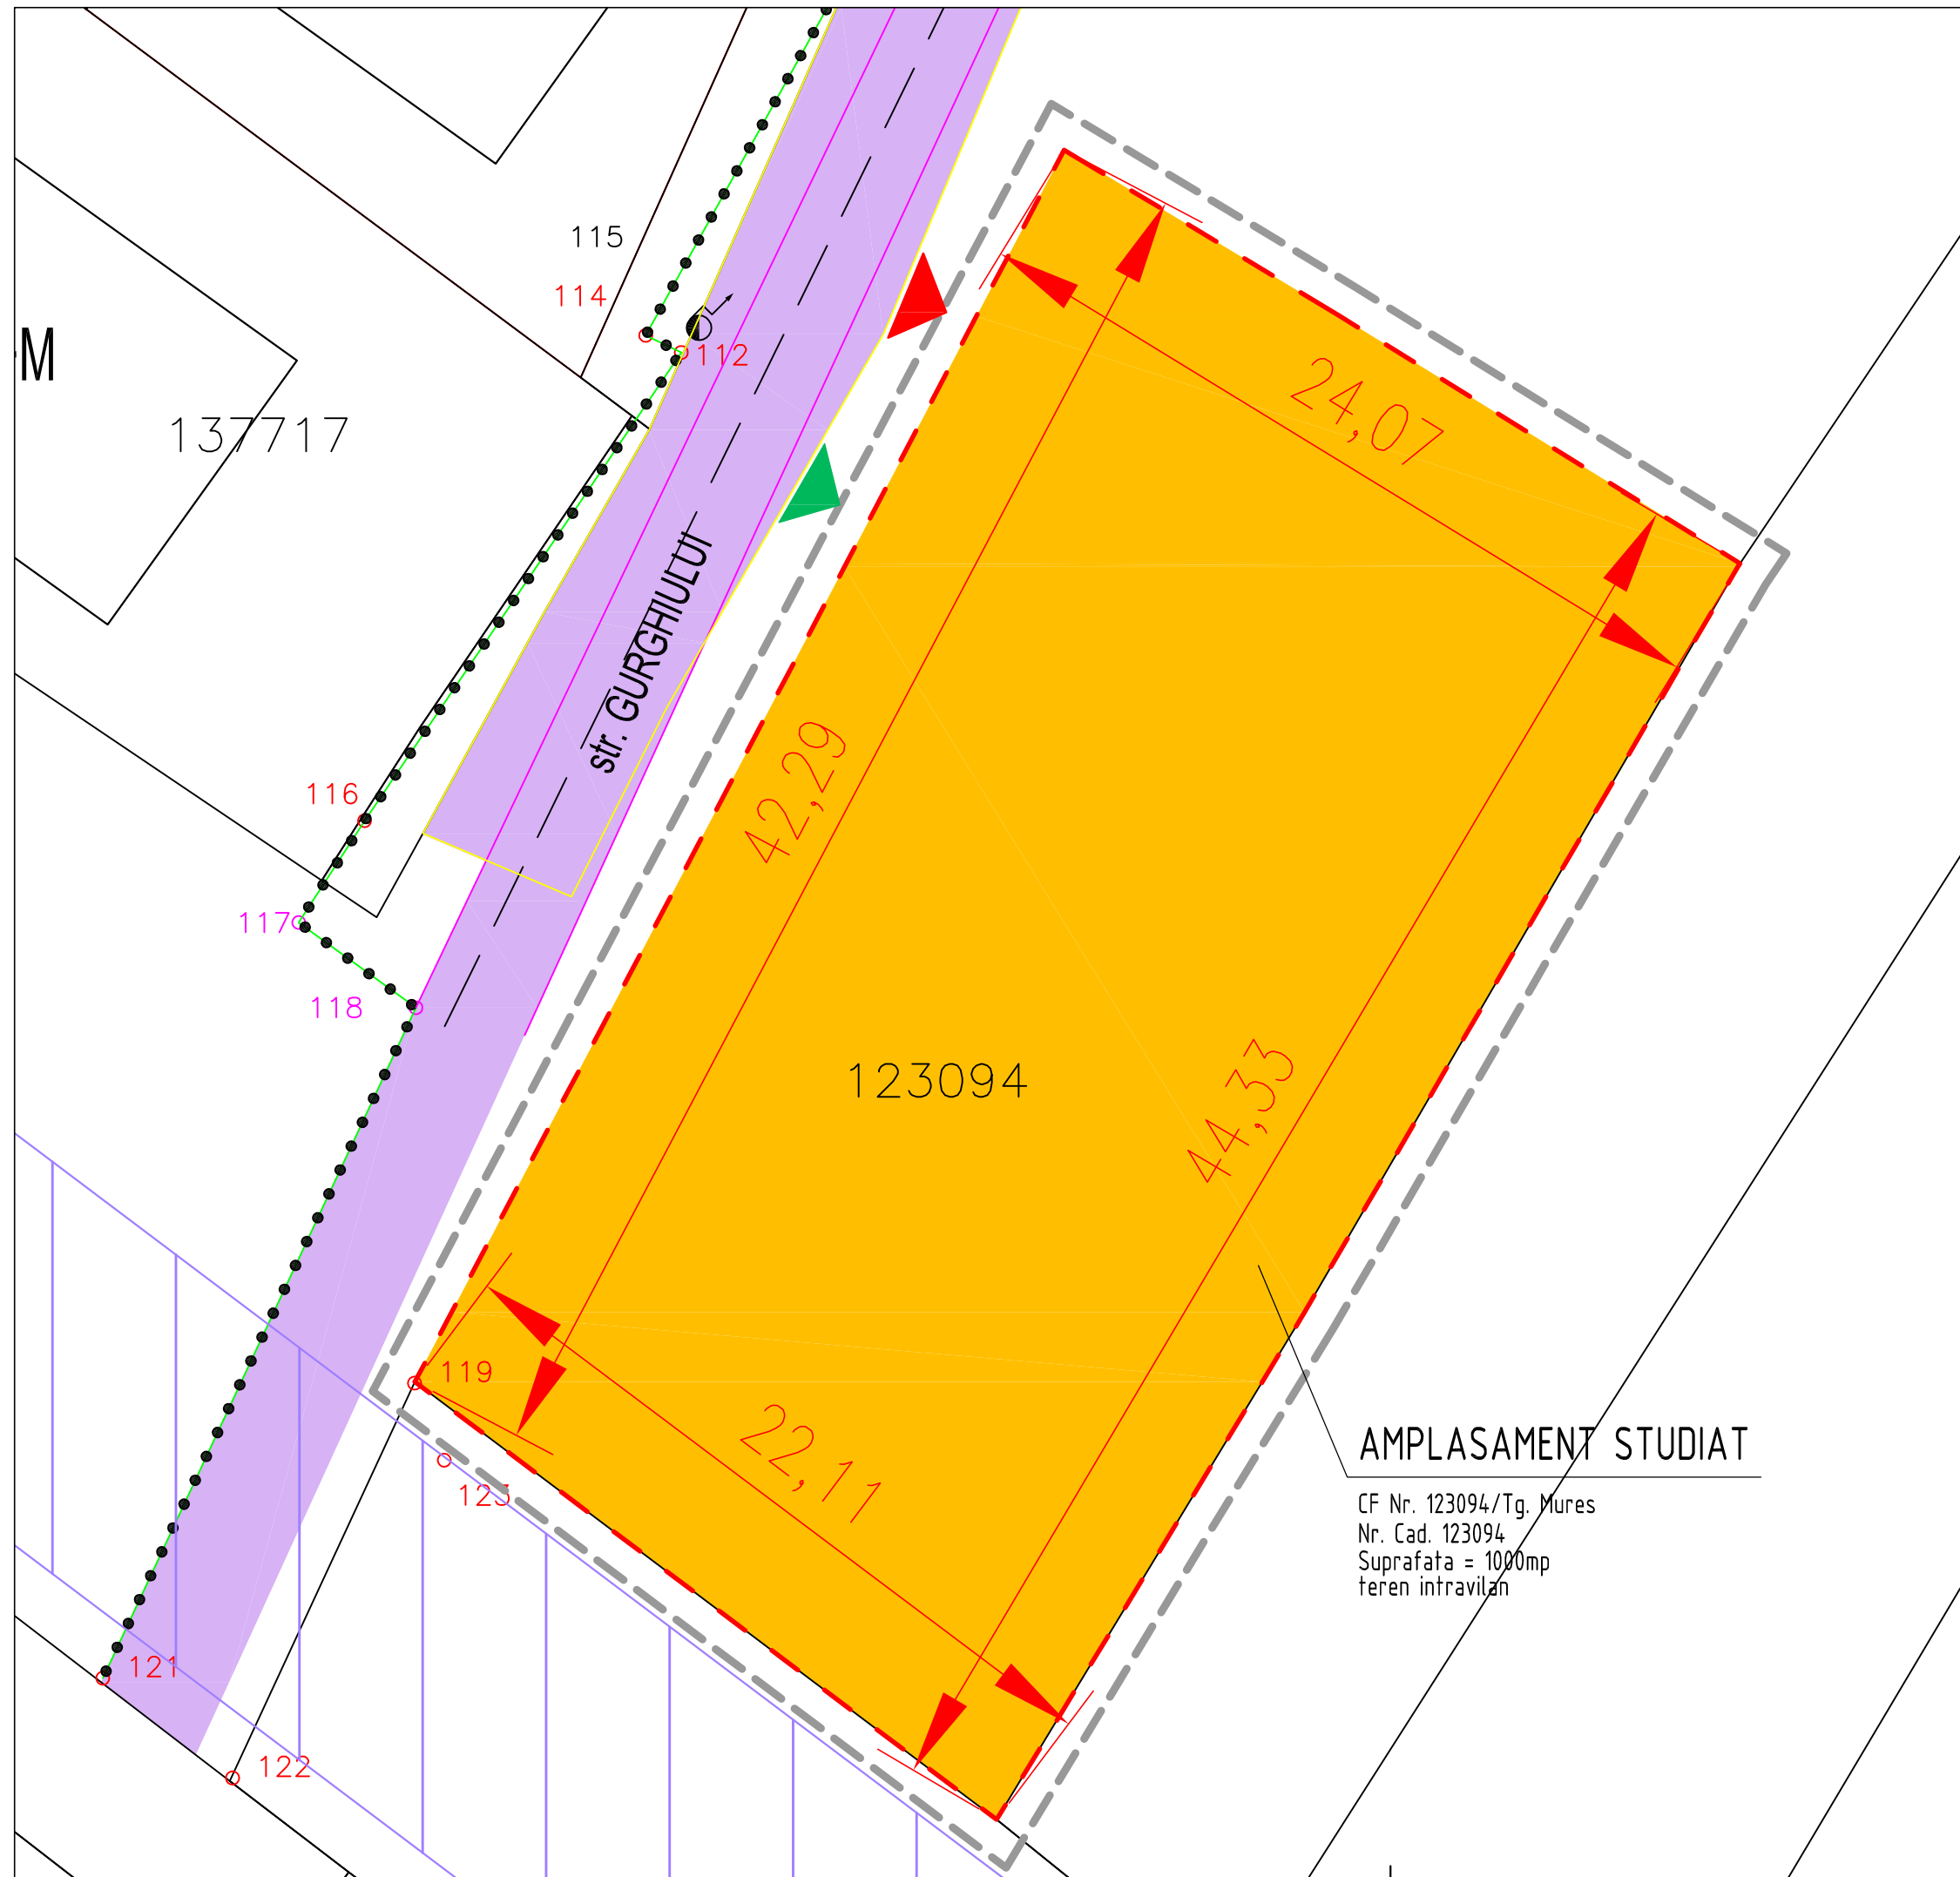 115
114
112
M
137717
24,07
str. GURGHIULUI
42,29
116
117
118
123094
44,33
119
22,11
123
AMPLASAMENT STUDIAT
CF Nr. 123094/Tg. Mures
Nr. Cad. 123094
Suprafata = 1000mp
teren intravilan
121
122